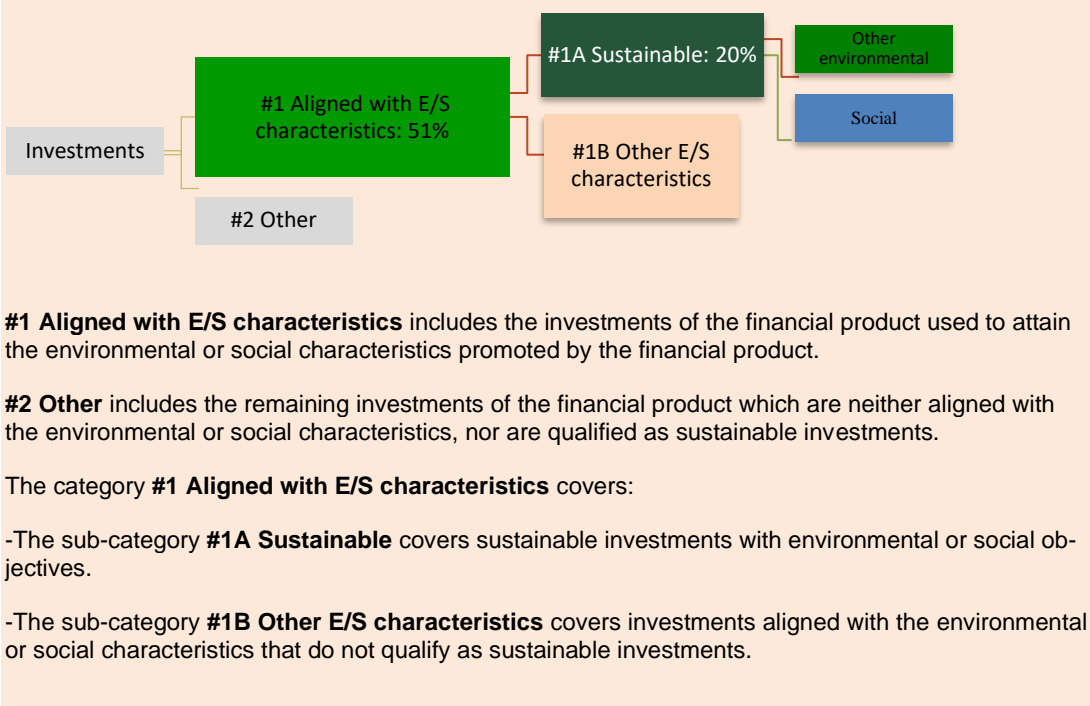 Other
environmental
#1A Sustainable: 20%
#1 Aligned with E/S
characteristics: 51%
Social
Investments
#1B Other E/S
characteristics
#2 Other
#1 Aligned with E/S characteristics includes the investments of the financial product used to attain
the environmental or social characteristics promoted by the financial product.
#2 Other includes the remaining investments of the financial product which are neither aligned with
the environmental or social characteristics, nor are qualified as sustainable investments.
The category #1 Aligned with E/S characteristics covers:
-The sub-category #1A Sustainable covers sustainable investments with environmental or social ob-
jectives.
-The sub-category #1B Other E/S characteristics covers investments aligned with the environmental
or social characteristics that do not qualify as sustainable investments.